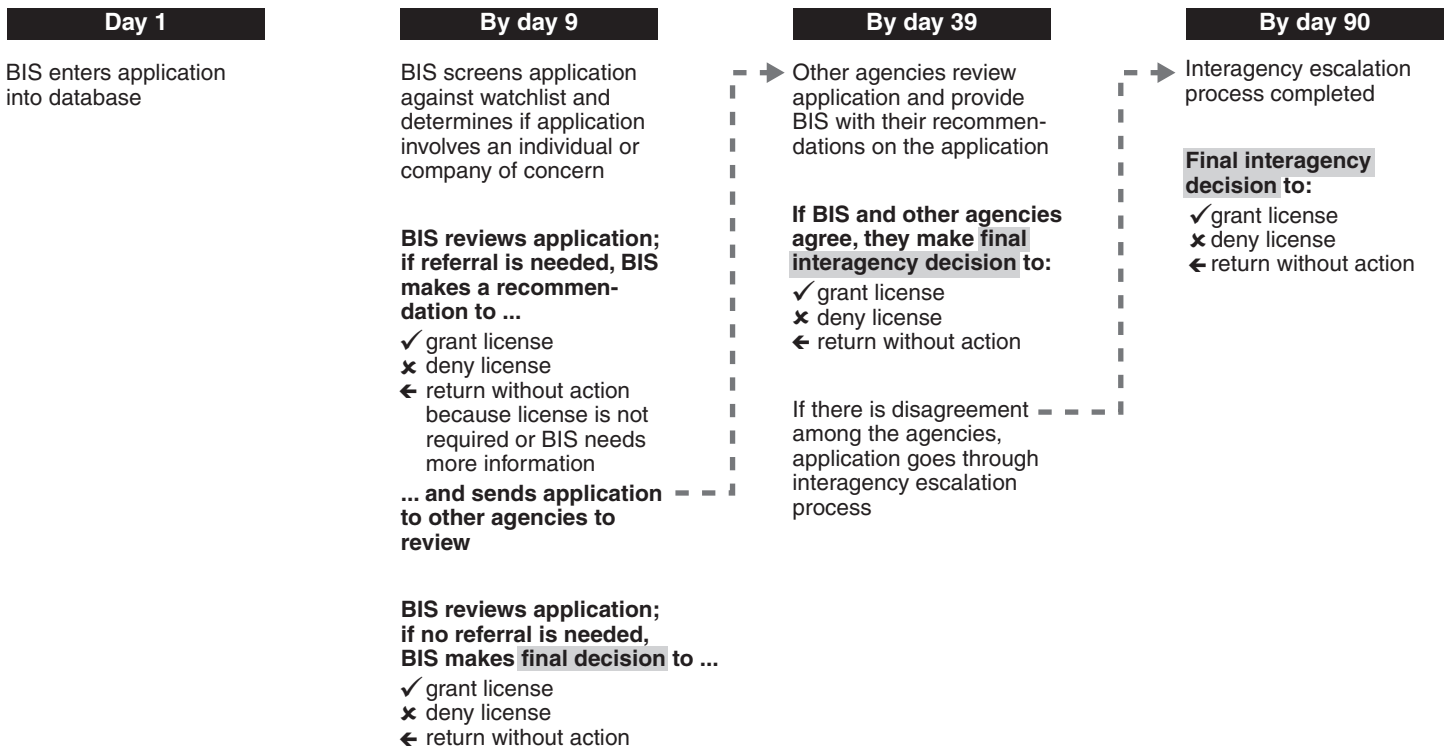 Day 1
BIS enters application
into database
By day 9
BIS screens application
against watchlist and
determines if application
involves an individual or
company of concern
BIS reviews application;
if referral is needed, BIS
makes a recommen-
dation to ...
✓ grant license
✗ deny license
← return without action
because license is not
required or BIS needs
more information
... and sends application
to other agencies to
review
BIS reviews application;
if no referral is needed,
BIS makes final decision to ...
✓ grant license
✗ deny license
← return without action
By day 39
Other agencies review
application and provide
BIS with their recommen-
dations on the application
If BIS and other agencies
agree, they make final
interagency decision to:
✓ grant license
✗ deny license
← return without action
If there is disagreement
among the agencies,
application goes through
interagency escalation
process
By day 90
Interagency escalation
process completed
Final interagency
decision to:
✓ grant license
✗ deny license
← return without action